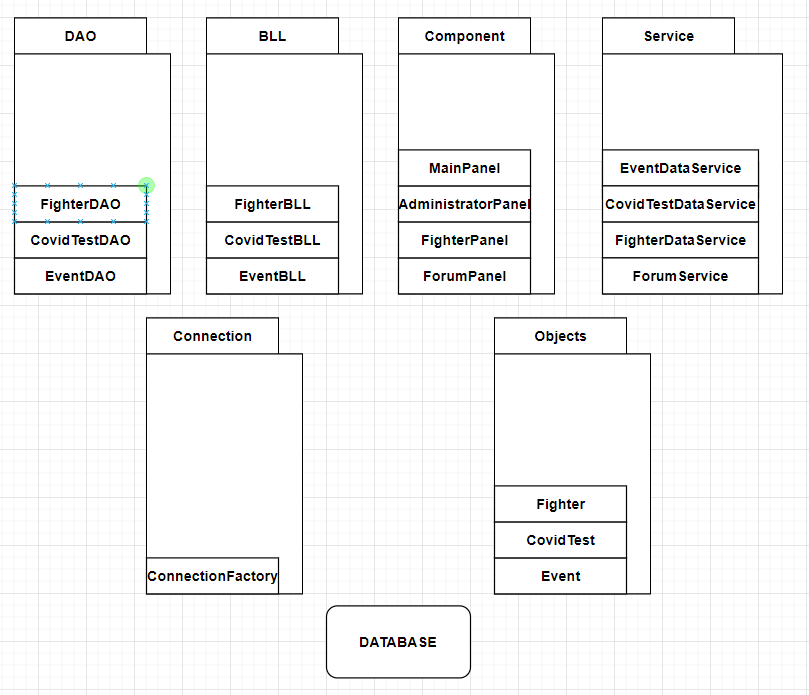 DAO
BLL
Component
Service
FighterDAO
CovidTestDAO
EventDAO
FighterBLL
CovidTestBLL
EventBLL
MainPanel
AdministratorPanel
FighterPanel
ForumPanel
EventDataService
CovidTestDataService
FighterDataService
ForumService
Connection
Objects
ConnectionFactory
Fighter
CovidTest
Event
DATABASE